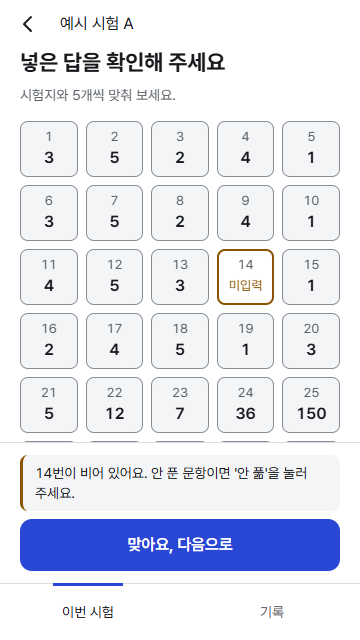 예시 시험 A
넣은 답을 확인해 주세요
시험지와 5개씩 맞춰 보세요.
1 2 3 4 5
3 5 2 4 1
6 7 8 9 10
3 5 2 4 1
11 12 13 14 15
4 5 3 미입력 1
16 17 18 19 20
2 4 5 1 3
21 22 23 24 25
5 12 7 36 150
14번이 비어 있어요. 안 푼 문항이면 '안 풂'을 눌러
주세요.
맞아요, 다음으로
이번 시험 기록